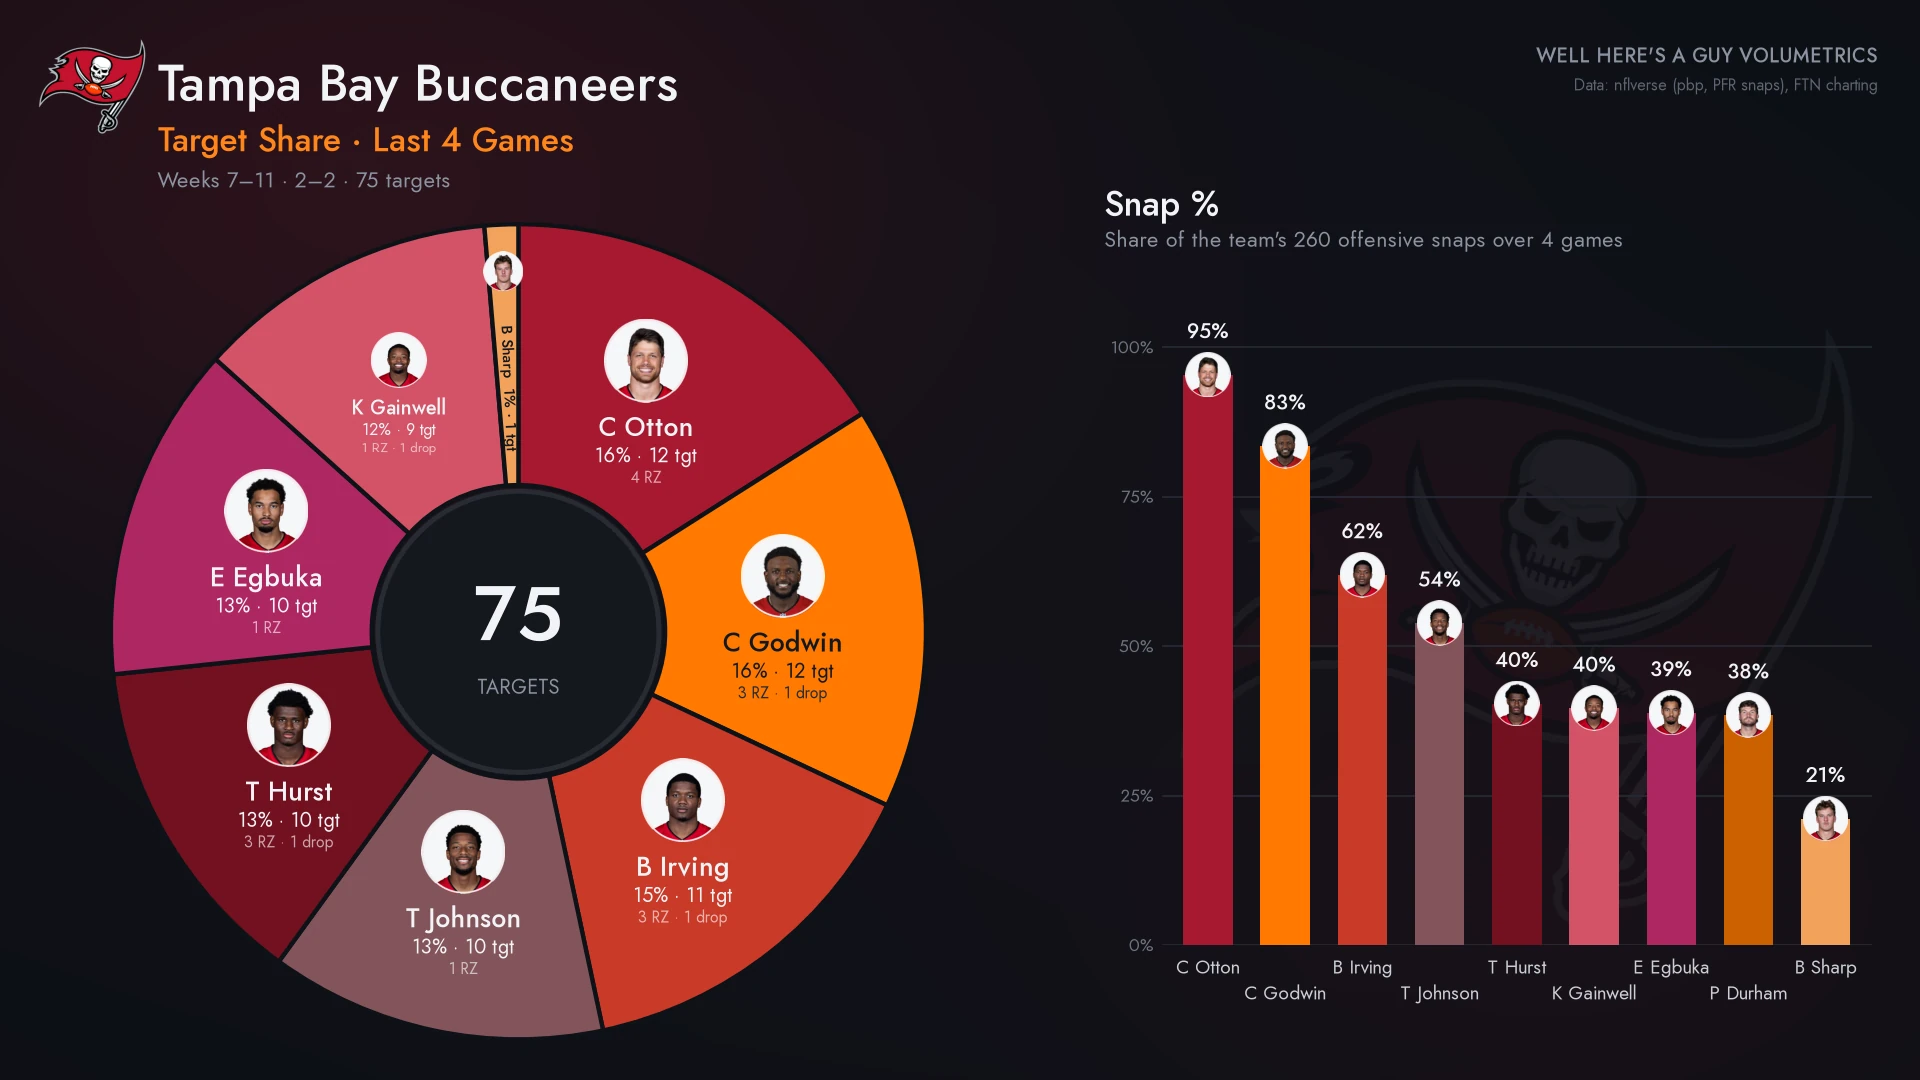 Tampa Bay Buccaneers
Target Share · Last 4 Games
Weeks 7–11 · 2–2 · 75 targets
WELL HERE'S A GUY VOLUMETRICS
Data: nflverse (pbp, PFR snaps), FTN charting
B Sharp 1% · 1 tgt
C Otton
16% · 12 tgt
4 RZ
C Godwin
16% · 12 tgt
3 RZ · 1 drop
B Irving
15% · 11 tgt
3 RZ · 1 drop
T Johnson
13% · 10 tgt
1 RZ
T Hurst
13% · 10 tgt
3 RZ · 1 drop
E Egbuka
13% · 10 tgt
1 RZ
K Gainwell
12% · 9 tgt
1 RZ · 1 drop
75
TARGETS
Snap %
Share of the team's 260 offensive snaps over 4 games
100%
75%
50%
25%
0%
95%
83%
62%
54%
40%
40%
39%
38%
21%
C Otton
C Godwin
B Irving
T Johnson
T Hurst
K Gainwell
E Egbuka
P Durham
B Sharp